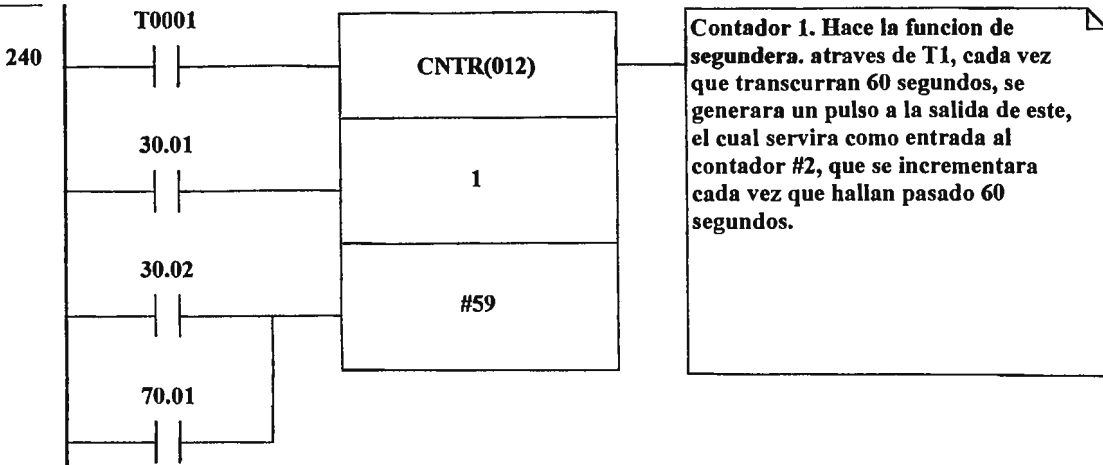 T0001
240
CNTR(012)
30.01
1
30.02
#59
70.01
Contador 1. Hace la funcion de
segundera. atraves de T1, cada vez
que transcurran 60 segundos, se
generara un pulso a la salida de este,
el cual servira como entrada al
contador #2, que se incrementara
cada vez que hallan pasado 60
segundos.